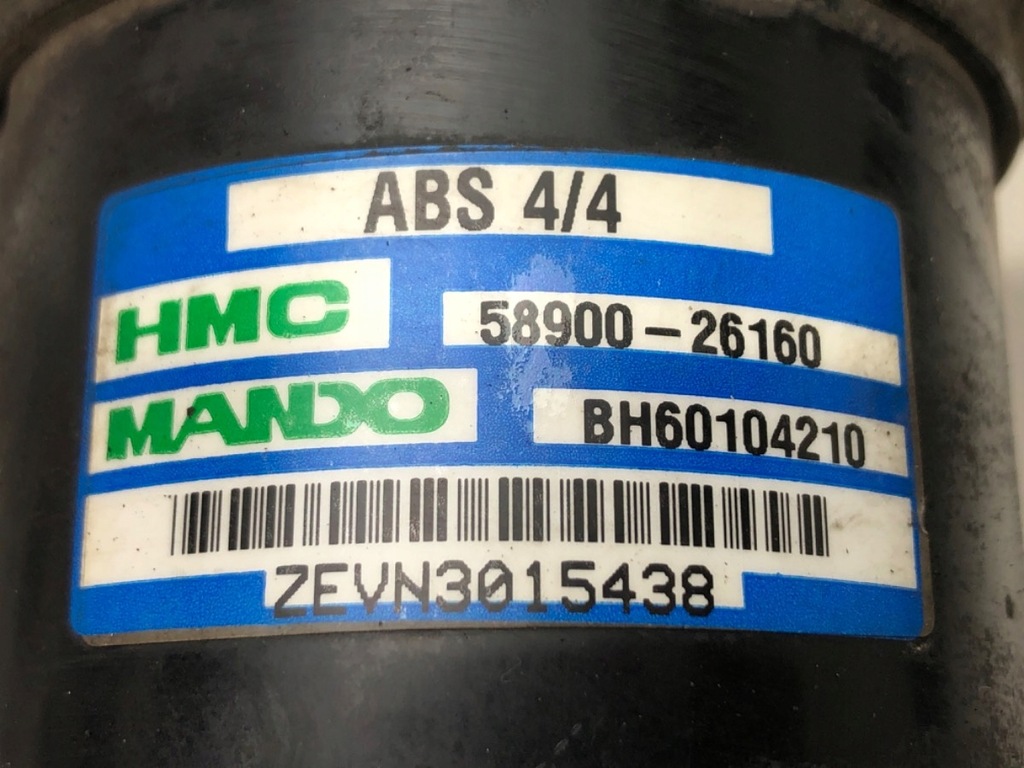 ABS 4/4
HMC 58900-26160
MANDO BH60104210
ZEVN3015438